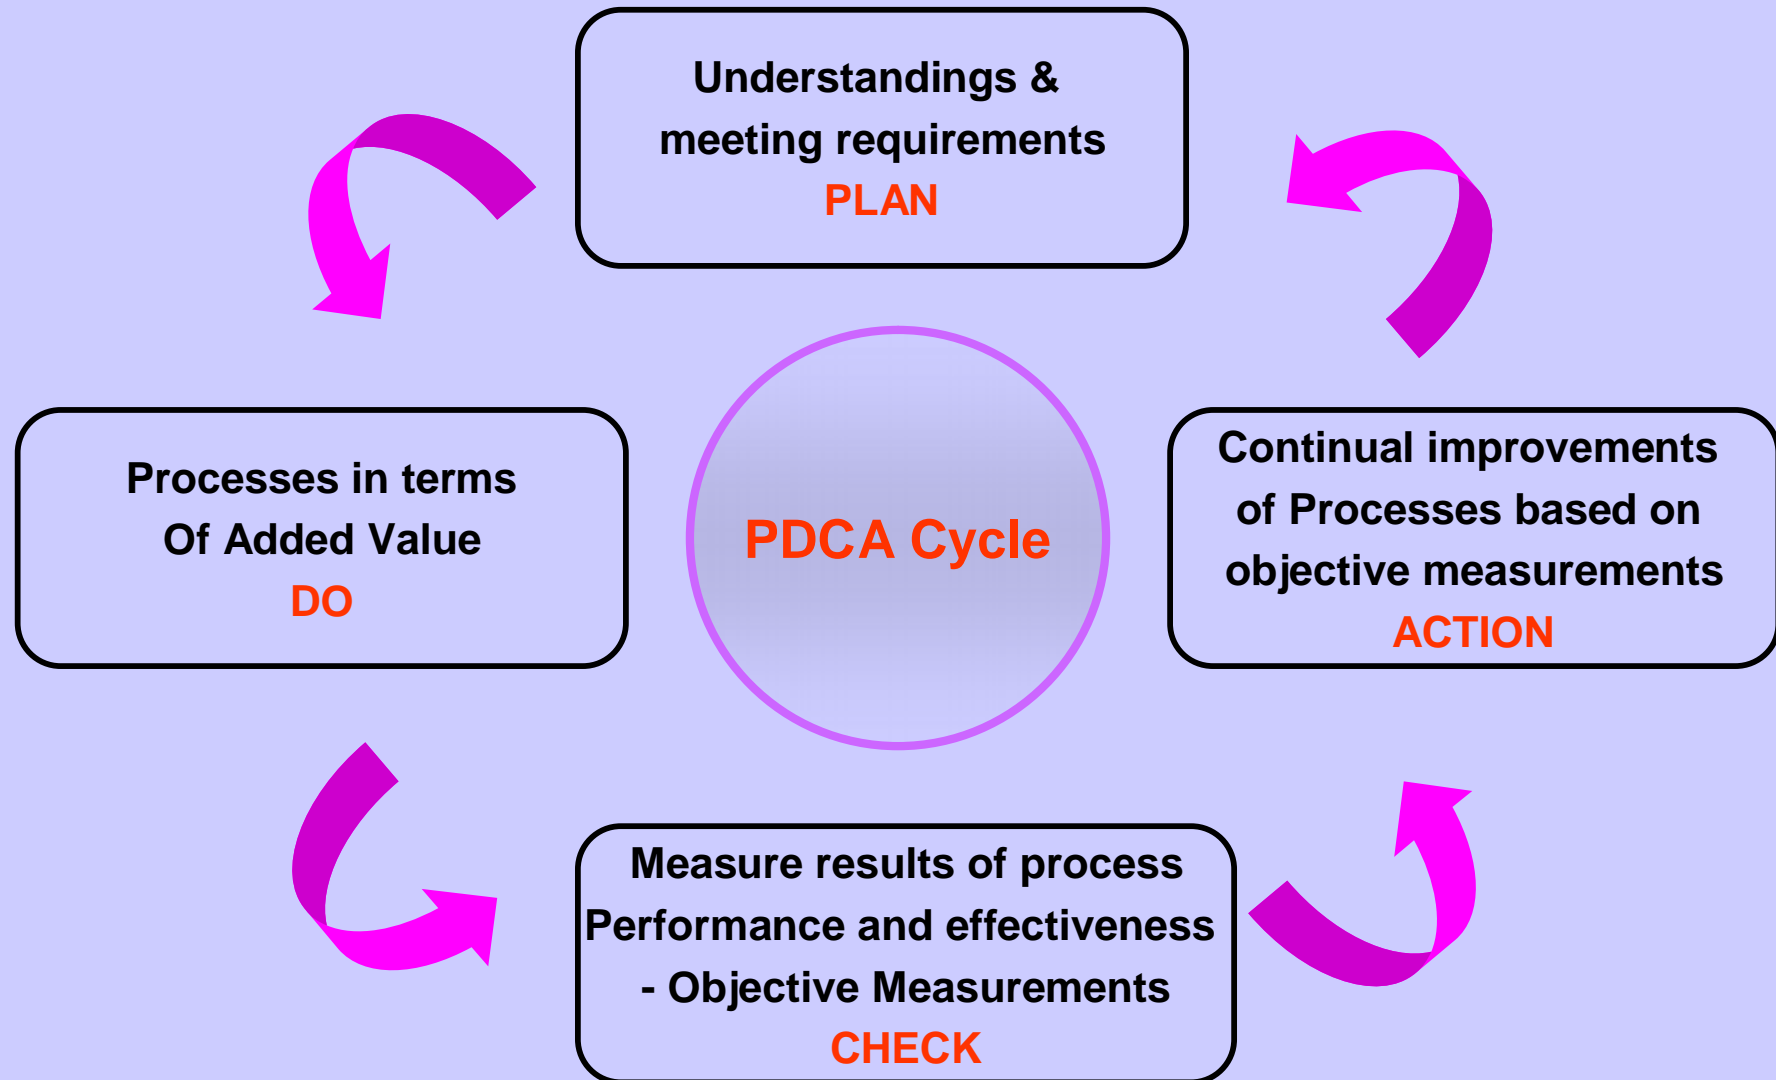 Understandings &
meeting requirements
PLAN
Processes in terms
Of Added Value
DO
PDCA Cycle
Continual improvements
of Processes based on
objective measurements
ACTION
Measure results of process
Performance and effectiveness
- Objective Measurements
CHECK